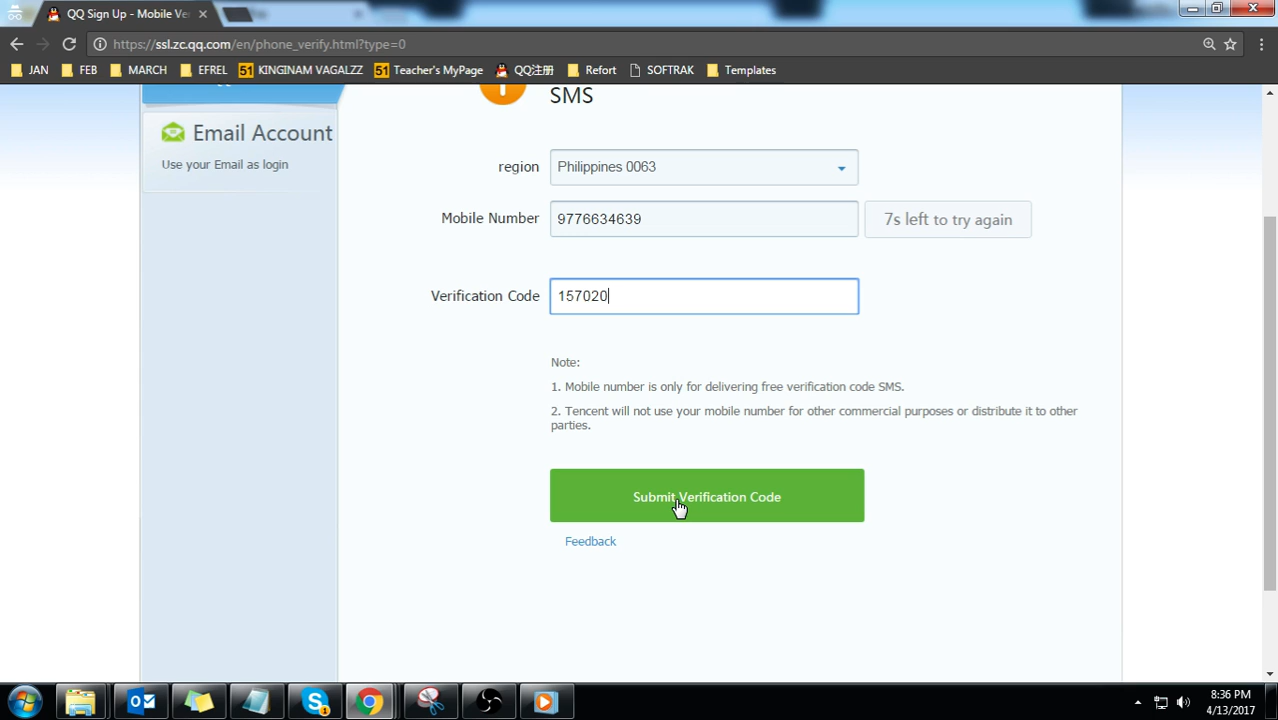 QQ Sign Up - Mobile Ve
https://ssl.zc.qq.com/en/phone_verify.html?type=0
JAN FEB MARCH EFREL 51 KINGINAM VAGALZZ 51 Teacher's MyPage QQ注册 Refort SOFTRAK Templates
SMS
Email Account
Use your Email as login
region Philippines 0063
Mobile Number 9776634639 7s left to try again
Verification Code 157020
Note:
1. Mobile number is only for delivering free verification code SMS.
2. Tencent will not use your mobile number for other commercial purposes or distribute it to other
parties.
Submit Verification Code
Feedback
8:36 PM
4/13/2017